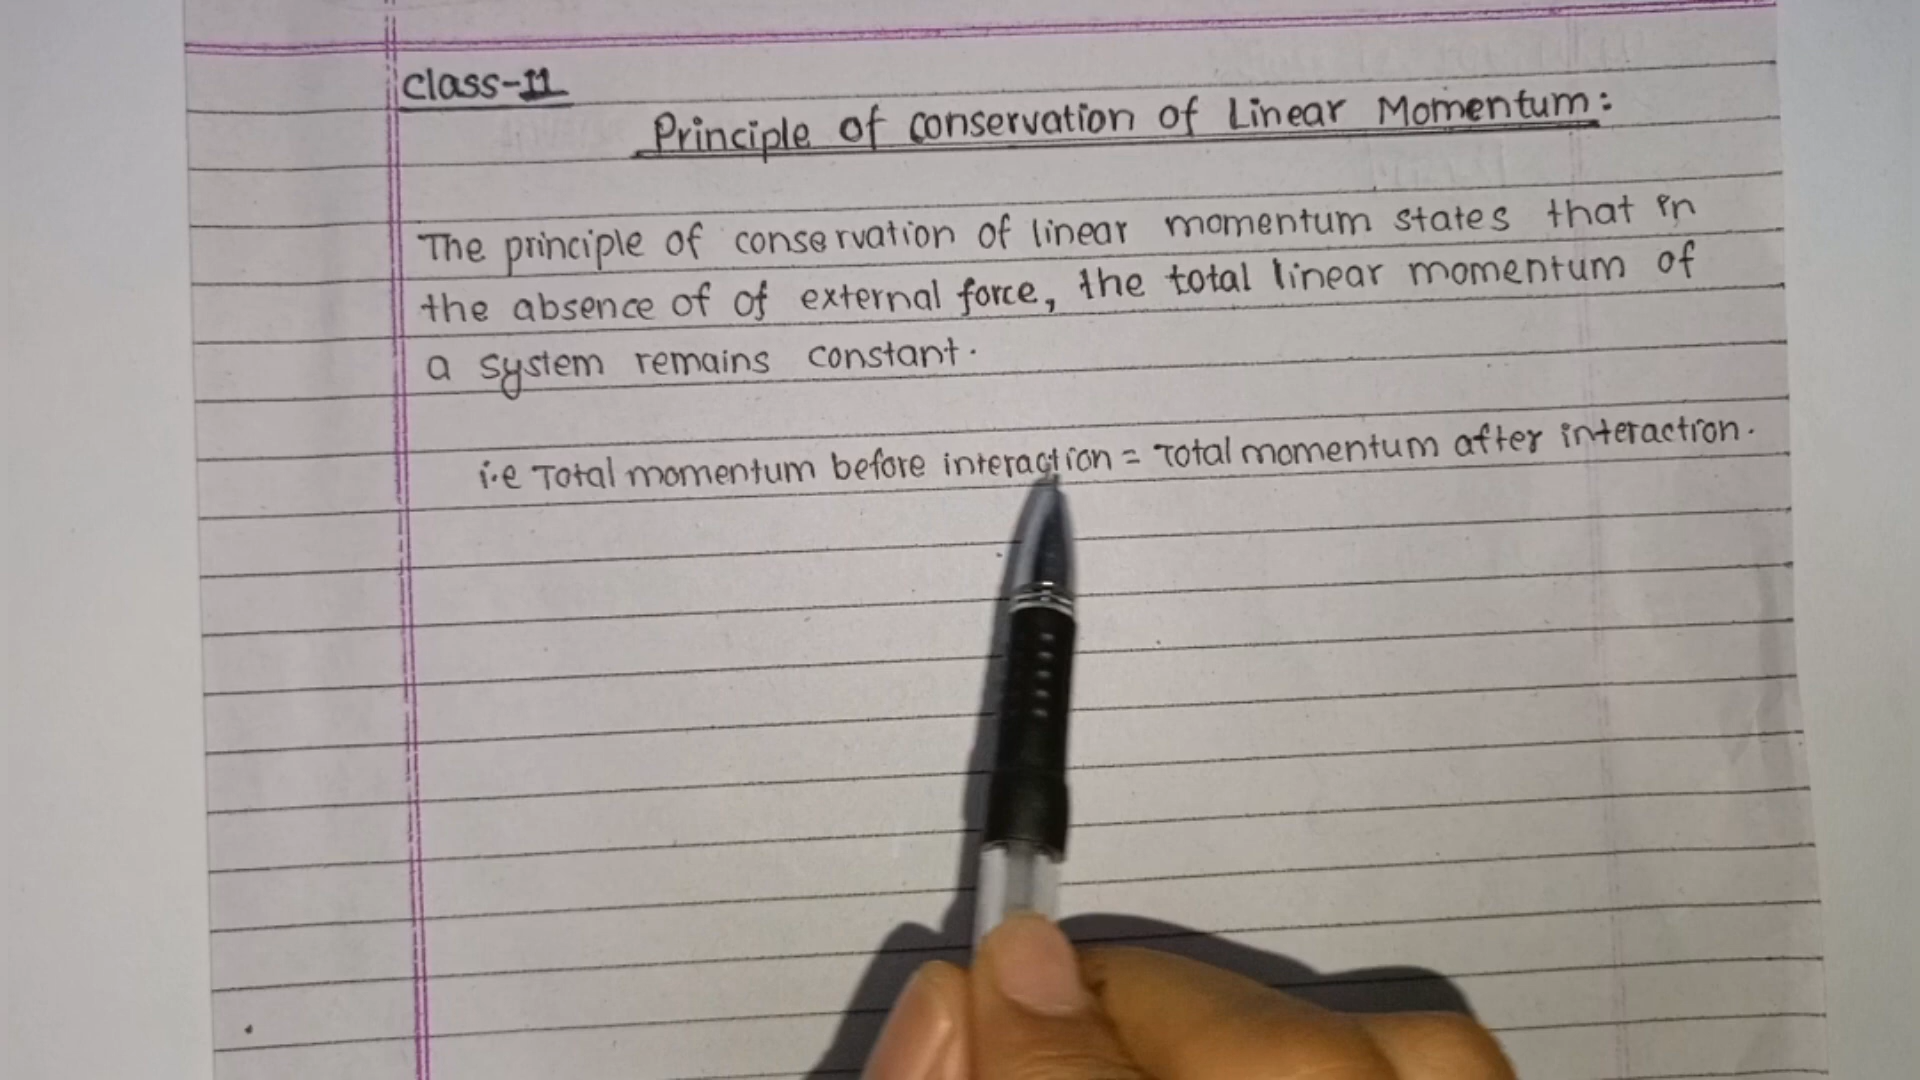 class-11
Principle of conservation of Linear Momentum:
The principle of conservation of linear momentum states that in
the absence of of external force, the total linear momentum of
a system remains constant.
i.e Total momentum before interaction = Total momentum after interaction.